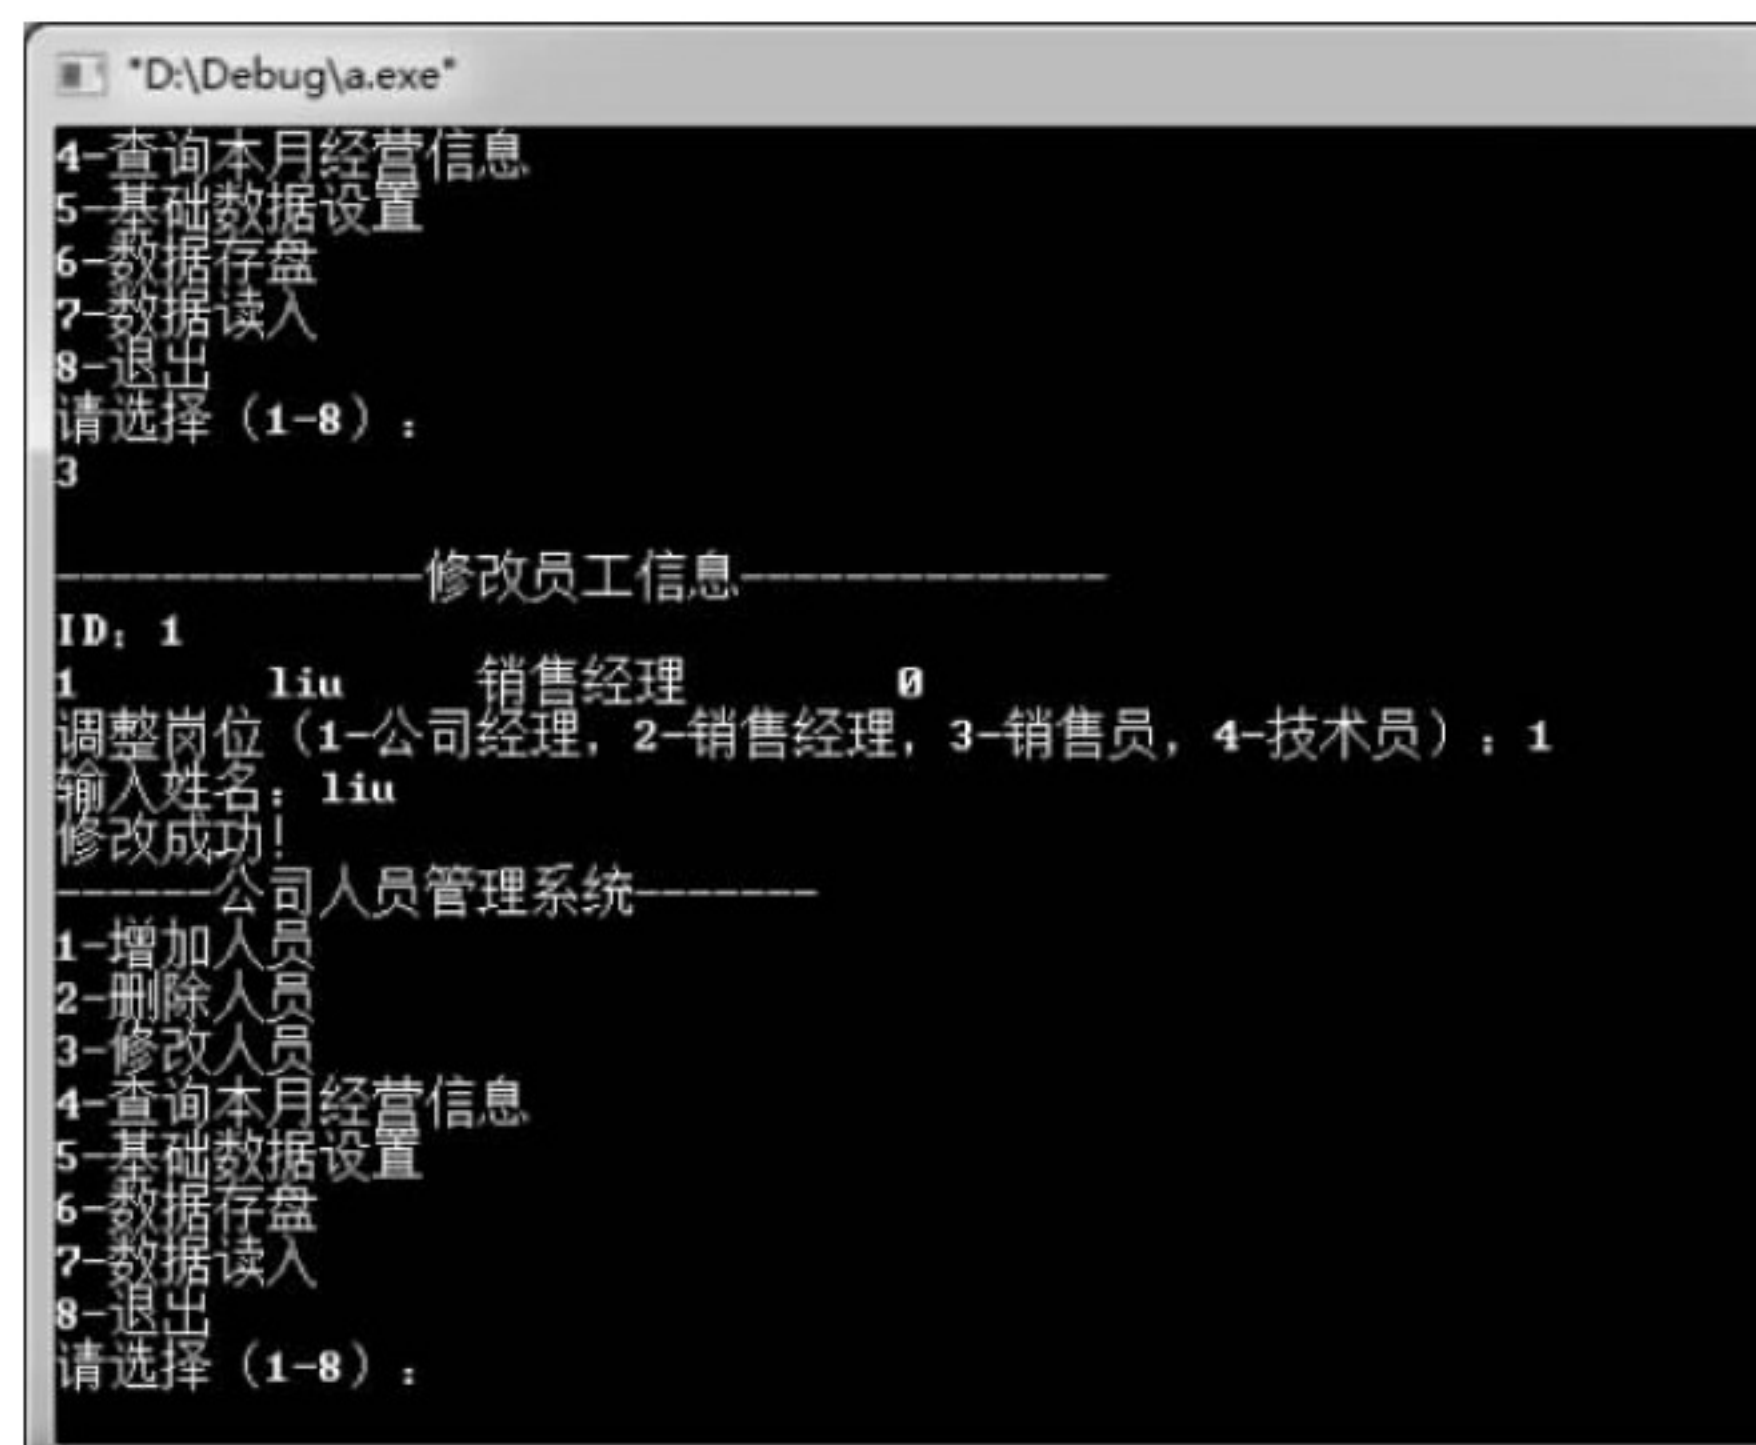 "D:\Debug\a.exe"
4-查询本月经营信息
5-基础数据设置
6-数据存盘
7-数据读入
8-退出
请选择（1-8）：
3
--------------修改员工信息--------------
ID: 1
1 liu 销售经理 0
调整岗位（1-公司经理，2-销售经理，3-销售员，4-技术员）：1
输入姓名：liu
修改成功！
------公司人员管理系统-------
1-增加人员
2-删除人员
3-修改人员
4-查询本月经营信息
5-基础数据设置
6-数据存盘
7-数据读入
8-退出
请选择（1-8）：